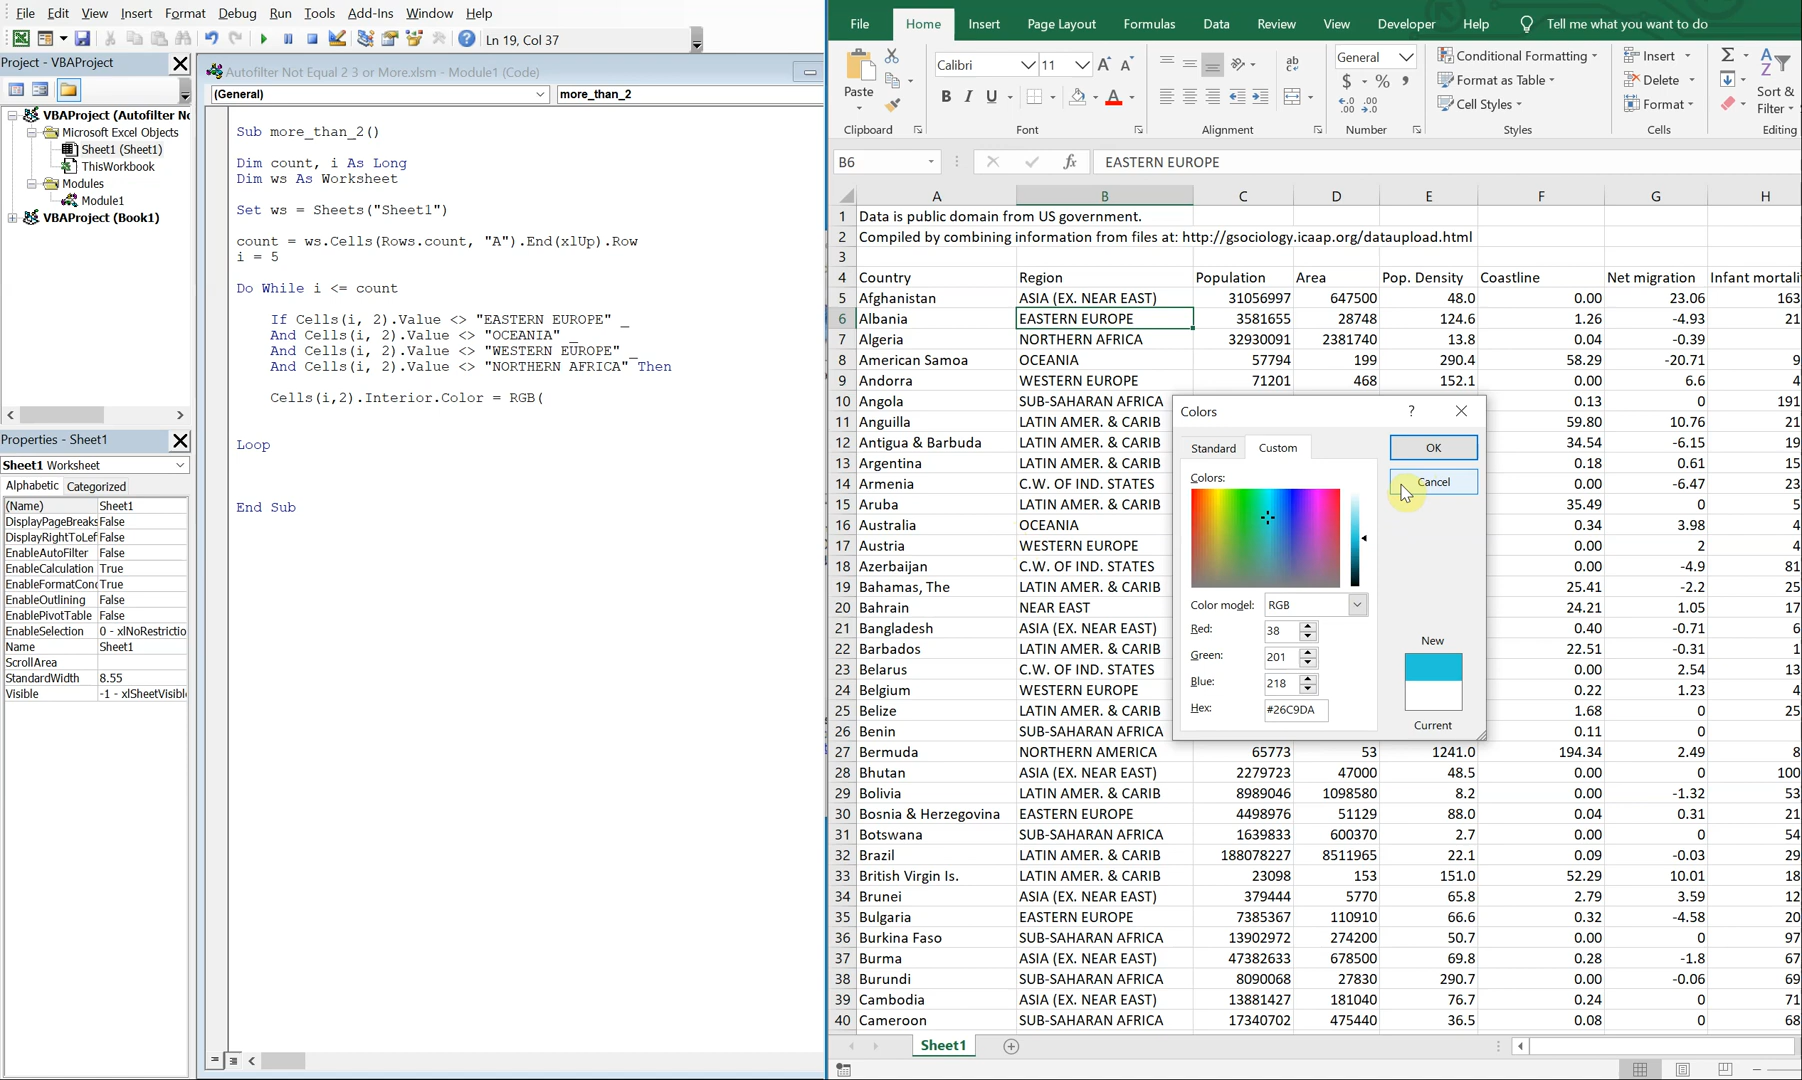 File Edit View Insert Format Debug Run Tools Add-Ins Window Help
Ln 19, Col 37
Project - VBAProject
VBAProject (Autofilter No
Microsoft Excel Objects
Sheet1 (Sheet1)
ThisWorkbook
Modules
Module1
VBAProject (Book1)
Properties - Sheet1
Sheet1 Worksheet
Alphabetic Categorized
(Name) Sheet1
DisplayPageBreaks False
DisplayRightToLef False
EnableAutoFilter False
EnableCalculation True
EnableFormatCon True
EnableOutlining False
EnablePivotTable False
EnableSelection 0 - xlNoRestrictio
Name Sheet1
ScrollArea
StandardWidth 8.55
Visible -1 - xlSheetVisibl
Autofilter Not Equal 2 3 or More.xlsm - Module1 (Code)
(General) more_than_2
Sub more_than_2()
Dim count, i As Long
Dim ws As Worksheet
Set ws = Sheets("Sheet1")
count = ws.Cells(Rows.count, "A").End(xlUp).Row
i = 5
Do While i <= count
If Cells(i, 2).Value <> "EASTERN EUROPE" _
And Cells(i, 2).Value <> "OCEANIA" _
And Cells(i, 2).Value <> "WESTERN EUROPE" _
And Cells(i, 2).Value <> "NORTHERN AFRICA" Then
Cells(i,2).Interior.Color = RGB(
Loop
End Sub
File Home Insert Page Layout Formulas Data Review View Developer Help Tell me what you want to do
Paste
Clipboard
Calibri 11
B I U
Font
Alignment
General
$ % ,
Number
Conditional Formatting
Format as Table
Cell Styles
Styles
Insert
Delete
Format
Cells
Sort &
Filter
Editing
B6 fx EASTERN EUROPE
A B C D E F G H
1 Data is public domain from US government.
2 Compiled by combining information from files at: http://gsociology.icaap.org/dataupload.html
3
4 Country Region Population Area Pop. Density Coastline Net migration Infant mortali
5 Afghanistan ASIA (EX. NEAR EAST) 31056997 647500 48.0 0.00 23.06 163
6 Albania EASTERN EUROPE 3581655 28748 124.6 1.26 -4.93 21
7 Algeria NORTHERN AFRICA 32930091 2381740 13.8 0.04 -0.39
8 American Samoa OCEANIA 57794 199 290.4 58.29 -20.71 9
9 Andorra WESTERN EUROPE 71201 468 152.1 0.00 6.6 4
10 Angola SUB-SAHARAN AFRICA 0.13 0 191
11 Anguilla LATIN AMER. & CARIB 59.80 10.76 21
12 Antigua & Barbuda LATIN AMER. & CARIB 34.54 -6.15 19
13 Argentina LATIN AMER. & CARIB 0.18 0.61 15
14 Armenia C.W. OF IND. STATES 0.00 -6.47 23
15 Aruba LATIN AMER. & CARIB 35.49 0 5
16 Australia OCEANIA 0.34 3.98 4
17 Austria WESTERN EUROPE 0.00 2 4
18 Azerbaijan C.W. OF IND. STATES 0.00 -4.9 81
19 Bahamas, The LATIN AMER. & CARIB 25.41 -2.2 25
20 Bahrain NEAR EAST 24.21 1.05 17
21 Bangladesh ASIA (EX. NEAR EAST) 0.40 -0.71 6
22 Barbados LATIN AMER. & CARIB 22.51 -0.31 1
23 Belarus C.W. OF IND. STATES 0.00 2.54 13
24 Belgium WESTERN EUROPE 0.22 1.23 4
25 Belize LATIN AMER. & CARIB 1.68 0 25
26 Benin SUB-SAHARAN AFRICA 0.11 0
27 Bermuda NORTHERN AMERICA 65773 53 1241.0 194.34 2.49 8
28 Bhutan ASIA (EX. NEAR EAST) 2279723 47000 48.5 0.00 0 100
29 Bolivia LATIN AMER. & CARIB 8989046 1098580 8.2 0.00 -1.32 53
30 Bosnia & Herzegovina EASTERN EUROPE 4498976 51129 88.0 0.04 0.31 21
31 Botswana SUB-SAHARAN AFRICA 1639833 600370 2.7 0.00 0 54
32 Brazil LATIN AMER. & CARIB 188078227 8511965 22.1 0.09 -0.03 29
33 British Virgin Is. LATIN AMER. & CARIB 23098 153 151.0 52.29 10.01 18
34 Brunei ASIA (EX. NEAR EAST) 379444 5770 65.8 2.79 3.59 12
35 Bulgaria EASTERN EUROPE 7385367 110910 66.6 0.32 -4.58 20
36 Burkina Faso SUB-SAHARAN AFRICA 13902972 274200 50.7 0.00 0 97
37 Burma ASIA (EX. NEAR EAST) 47382633 678500 69.8 0.28 -1.8 67
38 Burundi SUB-SAHARAN AFRICA 8090068 27830 290.7 0.00 -0.06 69
39 Cambodia ASIA (EX. NEAR EAST) 13881427 181040 76.7 0.24 0 71
40 Cameroon SUB-SAHARAN AFRICA 17340702 475440 36.5 0.08 0 68
Colors ?
Standard Custom
OK
Cancel
Colors:
Color model: RGB
Red: 38
Green: 201
Blue: 218
Hex: #26C9DA
New
Current
Sheet1